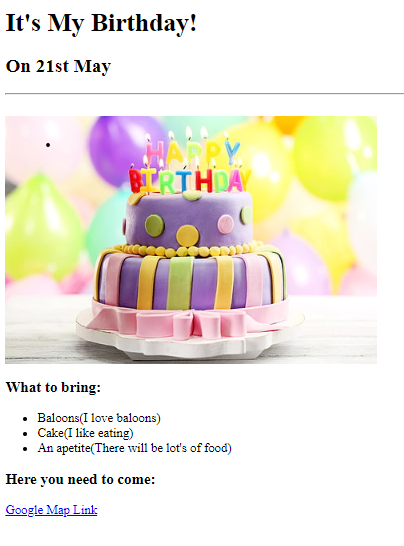 It's My Birthday!
On 21st May
HAPPY
BIRTHDAY
What to bring:
Baloons(I love baloons)
Cake(I like eating)
An apetite(There will be lot's of food)
Here you need to come:
Google Map Link